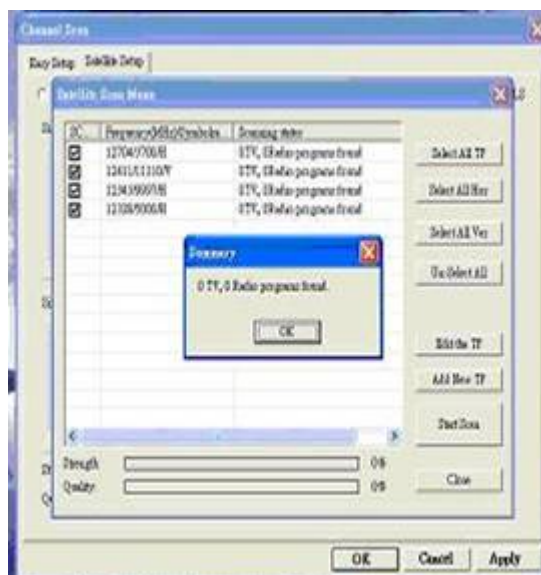 Channel Scan
Easy Setup Satellite Setup
Satellite Scan Menu
SC... Frequency(MHz)/Symbolra... Scanning status
12704/9700/H 0 TV, 0 Radio programs found
0 TV, 0 Radio programs found
0 TV, 0 Radio programs found
0 TV, 0 Radio programs found
Select All TP
Select All Hor
Select All Ver
Un-Select All
Edit the TP
Add New TP
Start Scan
Close
Summary
0 TV, 0 Radio programs found.
OK
Strength 0%
Quality 0%
OK Cancel Apply